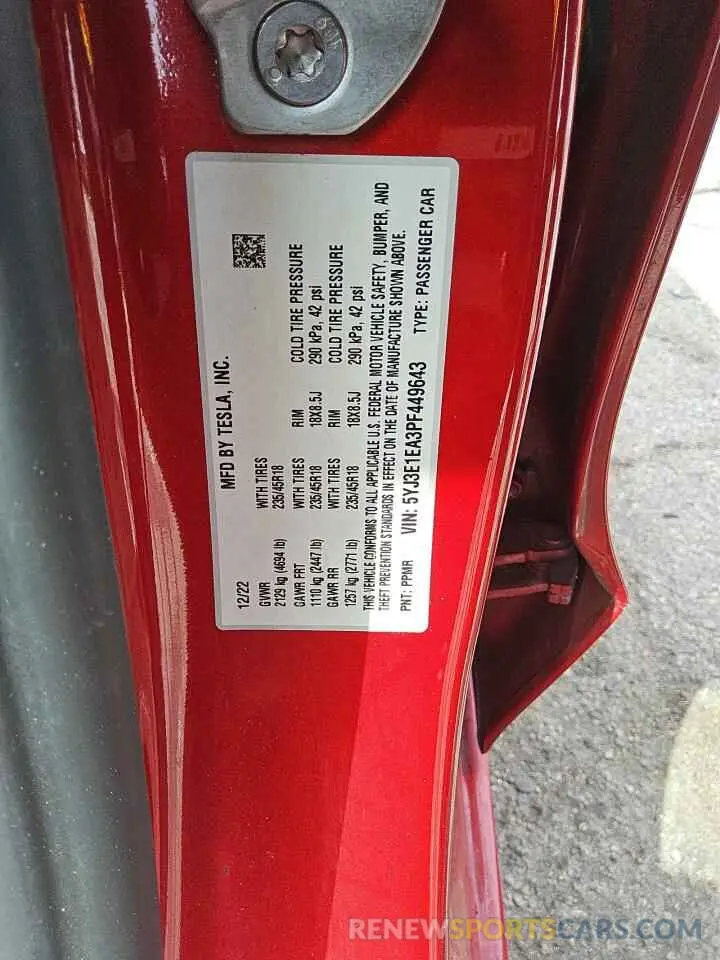 MFD BY TESLA, INC.
12/22
GVWR WITH TIRES RIM COLD TIRE PRESSURE
2129 kg (4694 lb) 235/45R18
GAWR FRT WITH TIRES RIM COLD TIRE PRESSURE
1110 kg (2447 lb) 235/45R18 18X8.5J 290 kPa, 42 psi
GAWR RR WITH TIRES RIM COLD TIRE PRESSURE
1257 kg (2771 lb) 235/45R18 18X8.5J 290 kPa, 42 psi
THIS VEHICLE CONFORMS TO ALL APPLICABLE U.S. FEDERAL MOTOR VEHICLE SAFETY, BUMPER, AND
THEFT PREVENTION STANDARDS IN EFFECT ON THE DATE OF MANUFACTURE SHOWN ABOVE.
PNT: PPMR VIN: 5YJ3E1EA3PF449643 TYPE: PASSENGER CAR
RENEWSPORTSCARS.COM